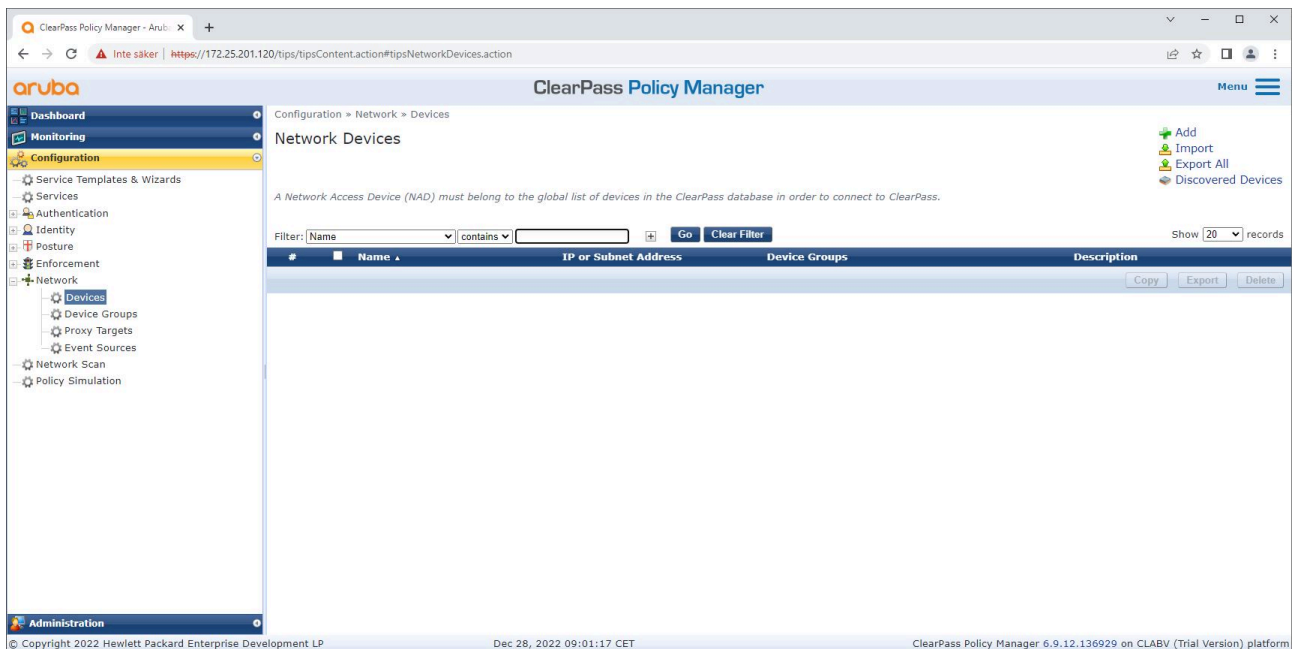 ClearPass Policy Manager - Arub
Inte säker | https://172.25.201.120/tips/tipsContent.action#tipsNetworkDevices.action
aruba
ClearPass Policy Manager
Menu
Dashboard
Monitoring
Configuration
Service Templates & Wizards
Services
Authentication
Identity
Posture
Enforcement
Network
Devices
Device Groups
Proxy Targets
Event Sources
Network Scan
Policy Simulation
Administration
Configuration » Network » Devices
Network Devices
Add
Import
Export All
Discovered Devices
A Network Access Device (NAD) must belong to the global list of devices in the ClearPass database in order to connect to ClearPass.
Filter: Name contains Go Clear Filter Show 20 records
# Name IP or Subnet Address Device Groups Description
Copy Export Delete
© Copyright 2022 Hewlett Packard Enterprise Development LP Dec 28, 2022 09:01:17 CET ClearPass Policy Manager 6.9.12.136929 on CLABV (Trial Version) platform